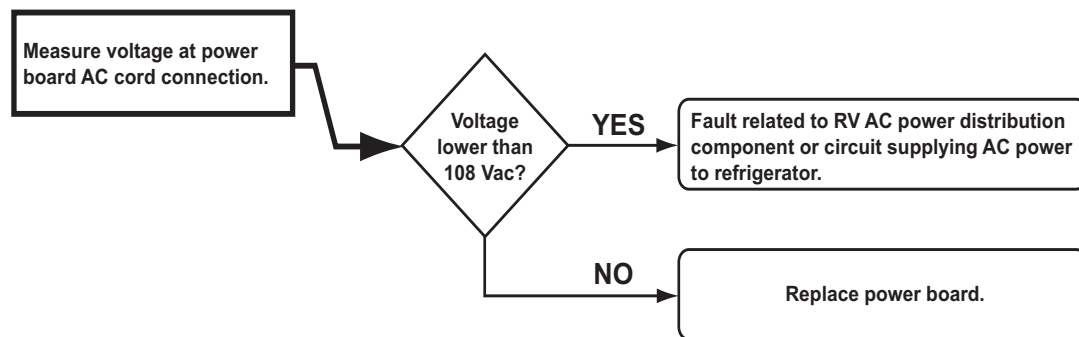 Measure voltage at power
board AC cord connection.
Voltage
lower than
108 Vac?
YES
Fault related to RV AC power distribution
component or circuit supplying AC power
to refrigerator.
NO
Replace power board.